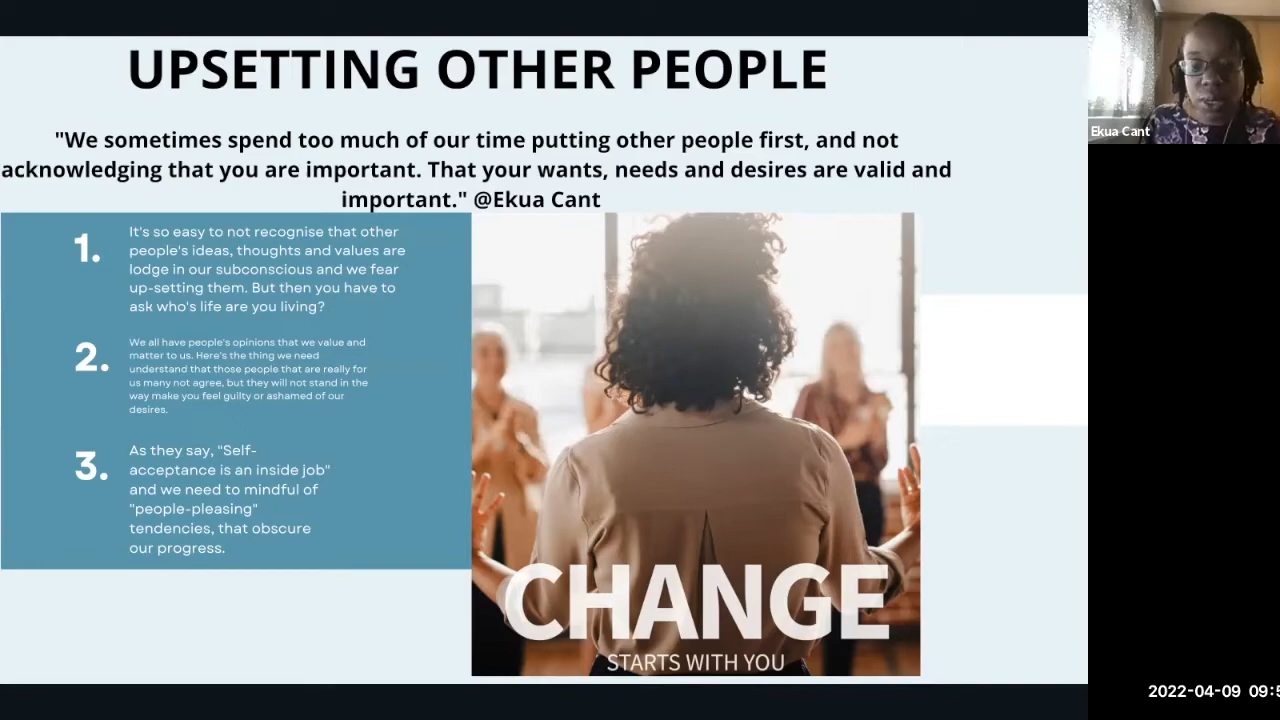 UPSETTING OTHER PEOPLE
"We sometimes spend too much of our time putting other people first, and not
acknowledging that you are important. That your wants, needs and desires are valid and
important." @Ekua Cant
1.
It's so easy to not recognise that other
people's ideas, thoughts and values are
lodge in our subconscious and we fear
up-setting them. But then you have to
ask who's life are you living?
2.
We all have people's opinions that we value and
matter to us. Here's the thing we need
understand that those people that are really for
us many not agree, but they will not stand in the
way make you feel guilty or ashamed of our
desires.
3.
As they say, "Self-
acceptance is an inside job"
and we need to mindful of
"people-pleasing"
tendencies, that obscure
our progress.
CHANGE
STARTS WITH YOU
Ekua Cant
2022-04-09 09:5